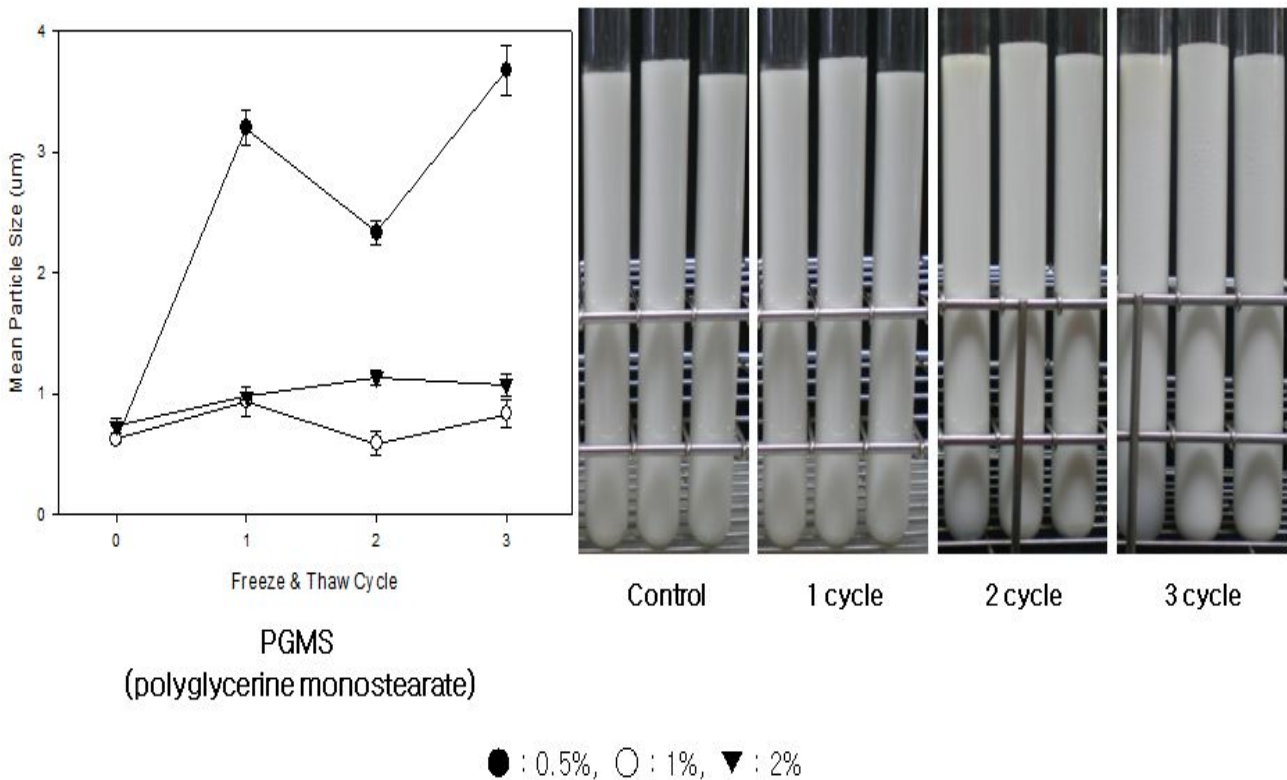 4
3
2
1
0
Mean Particle Size (um)
0 1 2 3
Freeze & Thaw Cycle
PGMS
(polyglycerine monostearate)
Control
1 cycle
2 cycle
3 cycle
● : 0.5%, ○ : 1%, ▼ : 2%